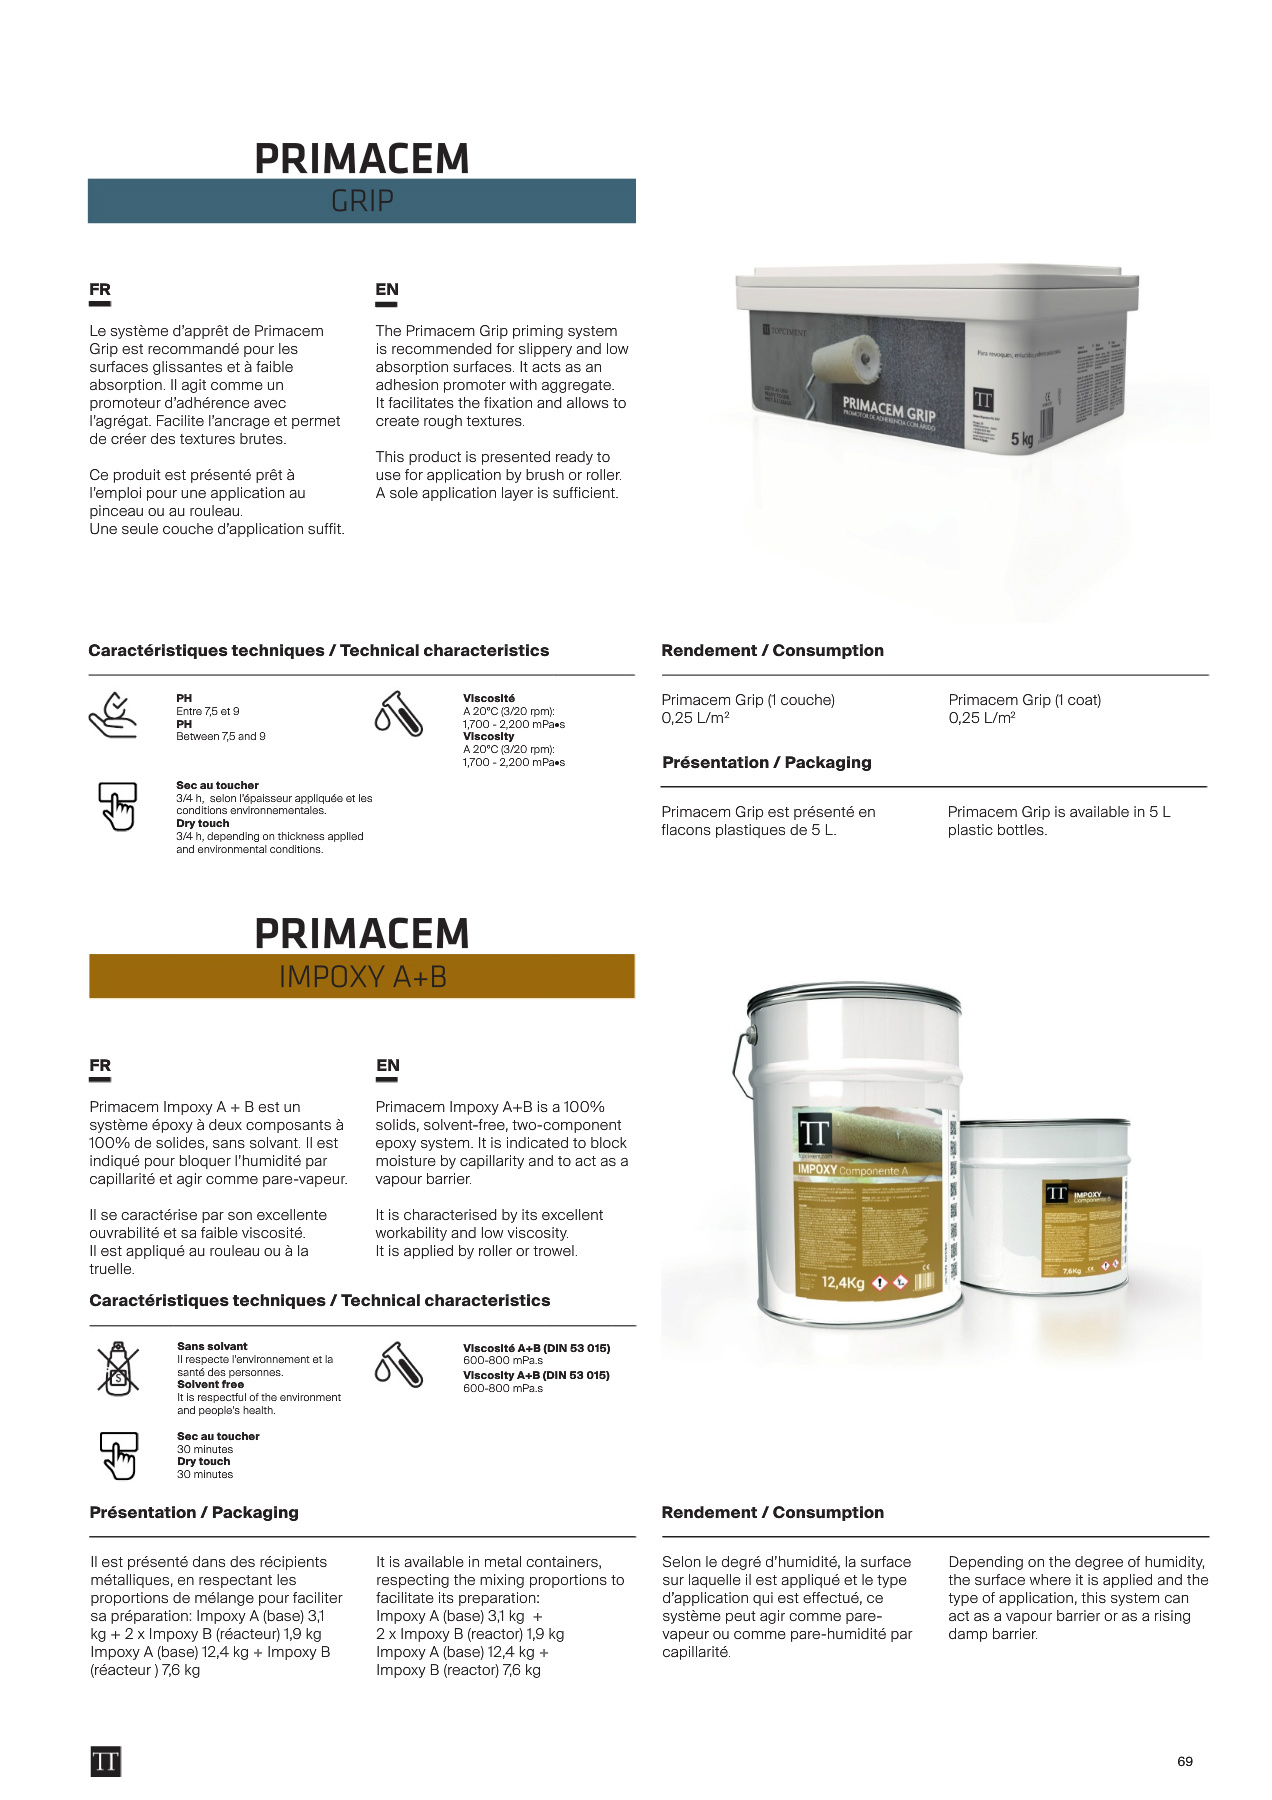 PRIMACEM
GRIP
FR
Le système d’apprêt de Primacem
Grip est recommandé pour les
surfaces glissantes et à faible
absorption. Il agit comme un
promoteur d’adhérence avec
l’agrégat. Facilite l’ancrage et permet
de créer des textures brutes.
Ce produit est présenté prêt à
l’emploi pour une application au
pinceau ou au rouleau.
Une seule couche d’application suffit.
EN
The Primacem Grip priming system
is recommended for slippery and low
absorption surfaces. It acts as an
adhesion promoter with aggregate.
It facilitates the fixation and allows to
create rough textures.
This product is presented ready to
use for application by brush or roller.
A sole application layer is sufficient.
TT TOPCIMENT
PRIMACEM GRIP
PROMOTOR DE ADHERENCIA CON ÁRIDO
TT
CE
5 kg
Caractéristiques techniques / Technical characteristics
PH
Entre 7,5 et 9
PH
Between 7,5 and 9
Viscosité
A 20°C (3/20 rpm):
1,700 - 2,200 mPa•s
Viscosity
A 20°C (3/20 rpm):
1,700 - 2,200 mPa•s
Sec au toucher
3/4 h,  selon l’épaisseur appliquée et les
conditions environnementales.
Dry touch
3/4 h, depending on thickness applied
and environmental conditions.
Rendement / Consumption
Primacem Grip (1 couche)
0,25 L/m²
Primacem Grip (1 coat)
0,25 L/m²
Présentation / Packaging
Primacem Grip est présenté en
flacons plastiques de 5 L.
Primacem Grip is available in 5 L
plastic bottles.
PRIMACEM
IMPOXY A+B
FR
Primacem Impoxy A + B est un
système époxy à deux composants à
100% de solides, sans solvant. Il est
indiqué pour bloquer l’humidité par
capillarité et agir comme pare-vapeur.
Il se caractérise par son excellente
ouvrabilité et sa faible viscosité.
Il est appliqué au rouleau ou à la
truelle.
EN
Primacem Impoxy A+B is a 100%
solids, solvent-free, two-component
epoxy system. It is indicated to block
moisture by capillarity and to act as a
vapour barrier.
It is characterised by its excellent
workability and low viscosity.
It is applied by roller or trowel.
TT
topciment.com
IMPOXY Componente A
12,4Kg
CE
TT
IMPOXY
Componente B
7,6Kg
CE
Caractéristiques techniques / Technical characteristics
S
Sans solvant
Il respecte l’environnement et la
santé des personnes.
Solvent free
It is respectful of the environment
and people’s health.
Viscosité A+B (DIN 53 015)
600-800 mPa.s
Viscosity A+B (DIN 53 015)
600-800 mPa.s
Sec au toucher
30 minutes
Dry touch
30 minutes
Présentation / Packaging
Il est présenté dans des récipients
métalliques, en respectant les
proportions de mélange pour faciliter
sa préparation: Impoxy A (base) 3,1
kg + 2 x Impoxy B (réacteur) 1,9 kg
Impoxy A (base) 12,4 kg + Impoxy B
(réacteur ) 7,6 kg
It is available in metal containers,
respecting the mixing proportions to
facilitate its preparation:
Impoxy A (base) 3,1 kg  +
2 x Impoxy B (reactor) 1,9 kg
Impoxy A (base) 12,4 kg +
Impoxy B (reactor) 7,6 kg
Rendement / Consumption
Selon le degré d’humidité, la surface
sur laquelle il est appliqué et le type
d’application qui est effectué, ce
système peut agir comme pare-
vapeur ou comme pare-humidité par
capillarité.
Depending on the degree of humidity,
the surface where it is applied and the
type of application, this system can
act as a vapour barrier or as a rising
damp barrier.
TT
69